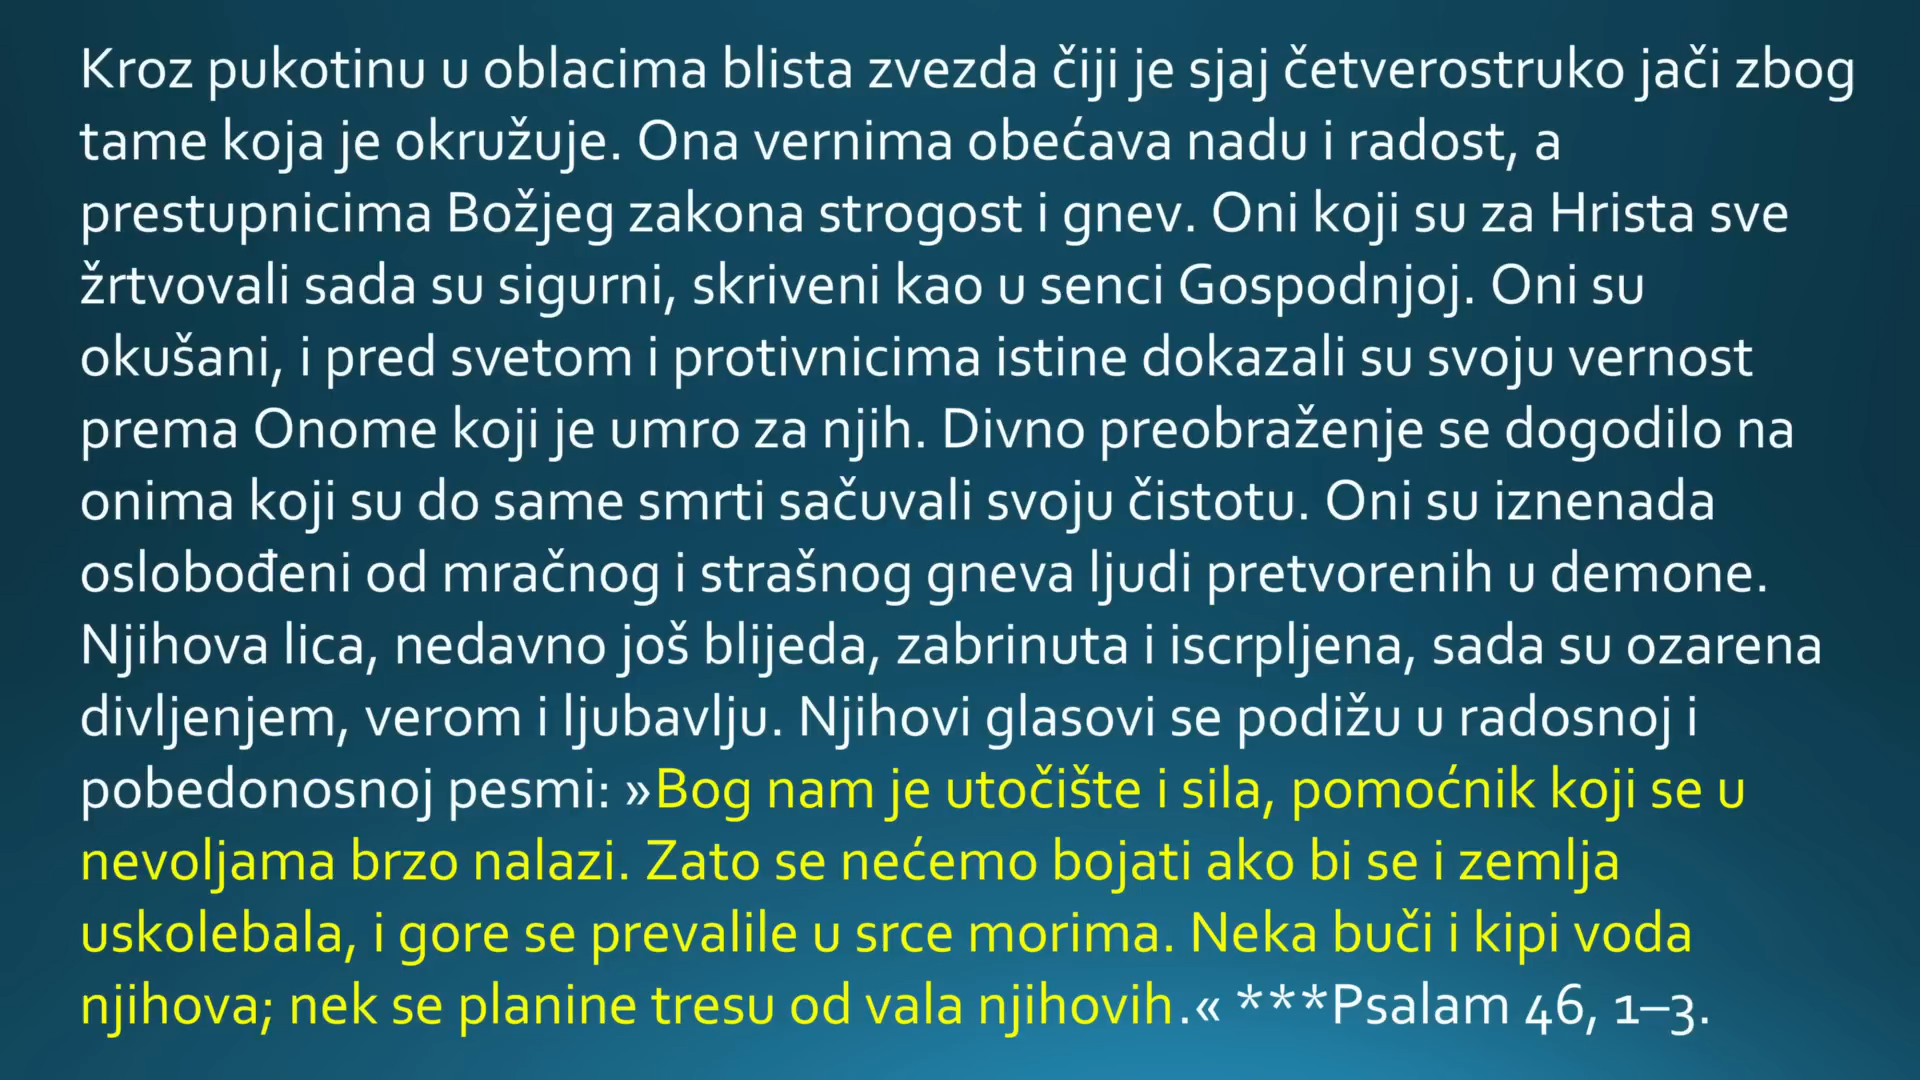 Kroz pukotinu u oblacima blista zvezda čiji je sjaj četverostruko jači zbog
tame koja je okružuje. Ona vernima obećava nadu i radost, a
prestupnicima Božjeg zakona strogost i gnev. Oni koji su za Hrista sve
žrtvovali sada su sigurni, skriveni kao u senci Gospodnjoj. Oni su
okušani, i pred svetom i protivnicima istine dokazali su svoju vernost
prema Onome koji je umro za njih. Divno preobraženje se dogodilo na
onima koji su do same smrti sačuvali svoju čistotu. Oni su iznenada
oslobođeni od mračnog i strašnog gneva ljudi pretvorenih u demone.
Njihova lica, nedavno još blijeda, zabrinuta i iscrpljena, sada su ozarena
divljenjem, verom i ljubavlju. Njihovi glasovi se podižu u radosnoj i
pobedonosnoj pesmi: »Bog nam je utočište i sila, pomoćnik koji se u
nevoljama brzo nalazi. Zato se nećemo bojati ako bi se i zemlja
uskolebala, i gore se prevalile u srce morima. Neka buči i kipi voda
njihova; nek se planine tresu od vala njihovih.« ***Psalam 46, 1–3.